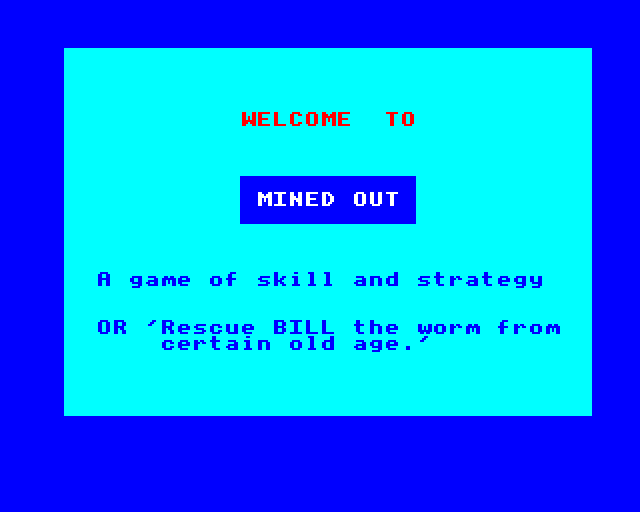 WELCOME TO
MINED OUT
A game of skill and strategy
OR 'Rescue BILL the worm from
certain old age.'